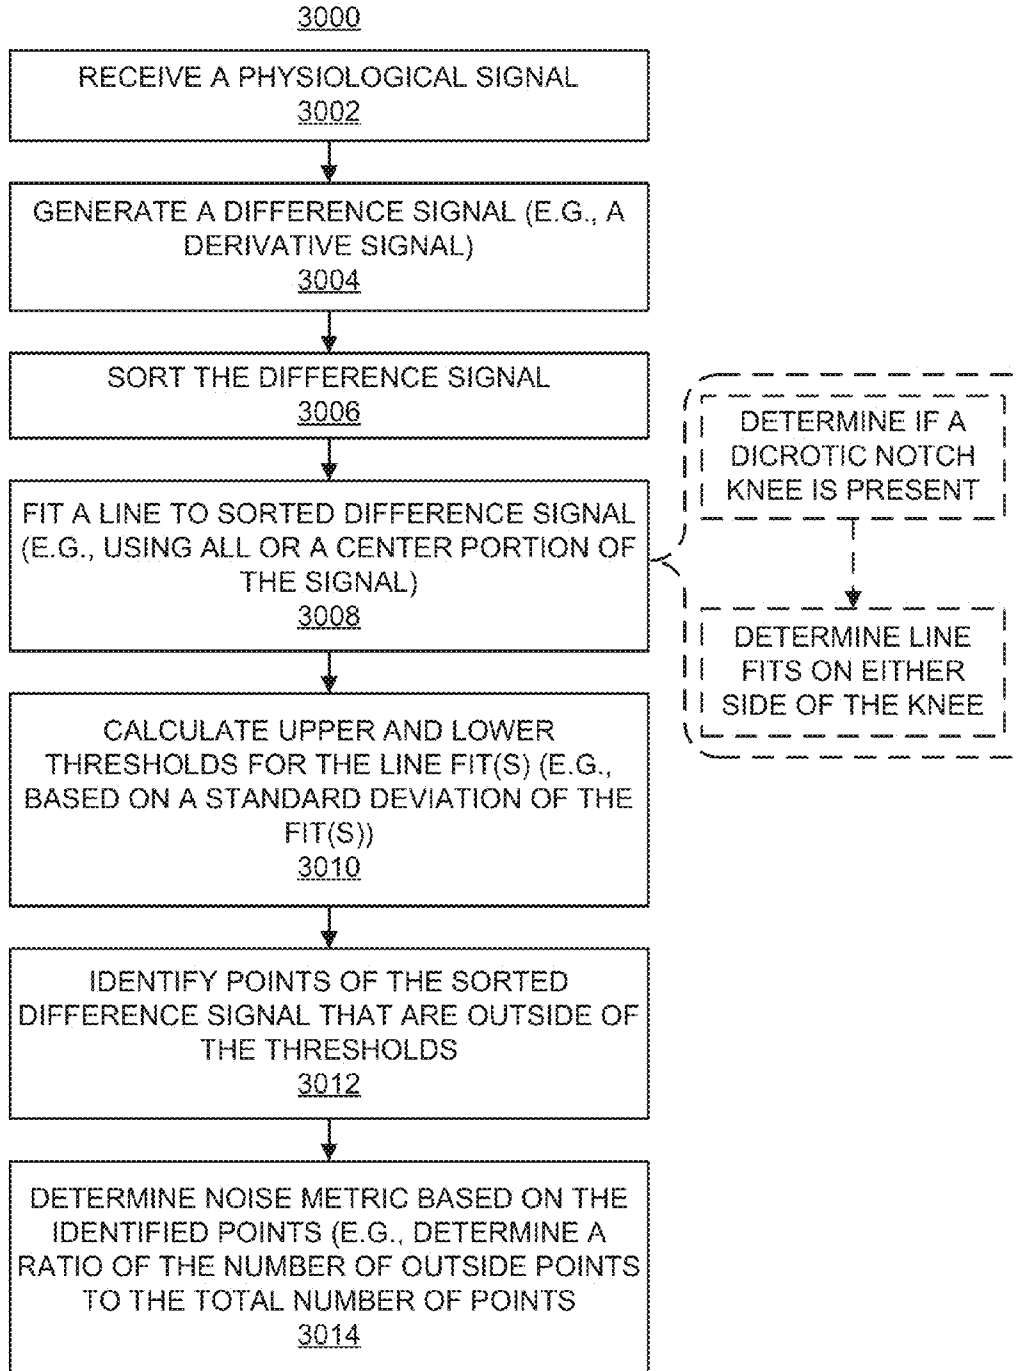 3000
RECEIVE A PHYSIOLOGICAL SIGNAL
3002
GENERATE A DIFFERENCE SIGNAL (E.G., A
DERIVATIVE SIGNAL)
3004
SORT THE DIFFERENCE SIGNAL
3006
FIT A LINE TO SORTED DIFFERENCE SIGNAL
(E.G., USING ALL OR A CENTER PORTION OF
THE SIGNAL)
3008
DETERMINE IF A
DICROTIC NOTCH
KNEE IS PRESENT
DETERMINE LINE
FITS ON EITHER
SIDE OF THE KNEE
CALCULATE UPPER AND LOWER
THRESHOLDS FOR THE LINE FIT(S) (E.G.,
BASED ON A STANDARD DEVIATION OF THE
FIT(S))
3010
IDENTIFY POINTS OF THE SORTED
DIFFERENCE SIGNAL THAT ARE OUTSIDE OF
THE THRESHOLDS
3012
DETERMINE NOISE METRIC BASED ON THE
IDENTIFIED POINTS (E.G., DETERMINE A
RATIO OF THE NUMBER OF OUTSIDE POINTS
TO THE TOTAL NUMBER OF POINTS
3014